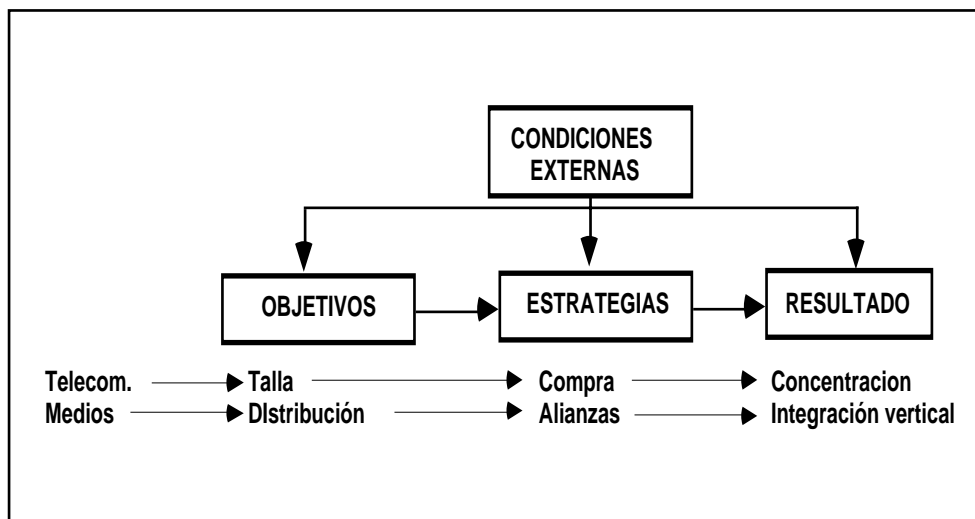 CONDICIONES
EXTERNAS
OBJETIVOS
ESTRATEGIAS
RESULTADO
Telecom.
Talla
Compra
Concentracion
Medios
DIstribución
Alianzas
Integración vertical